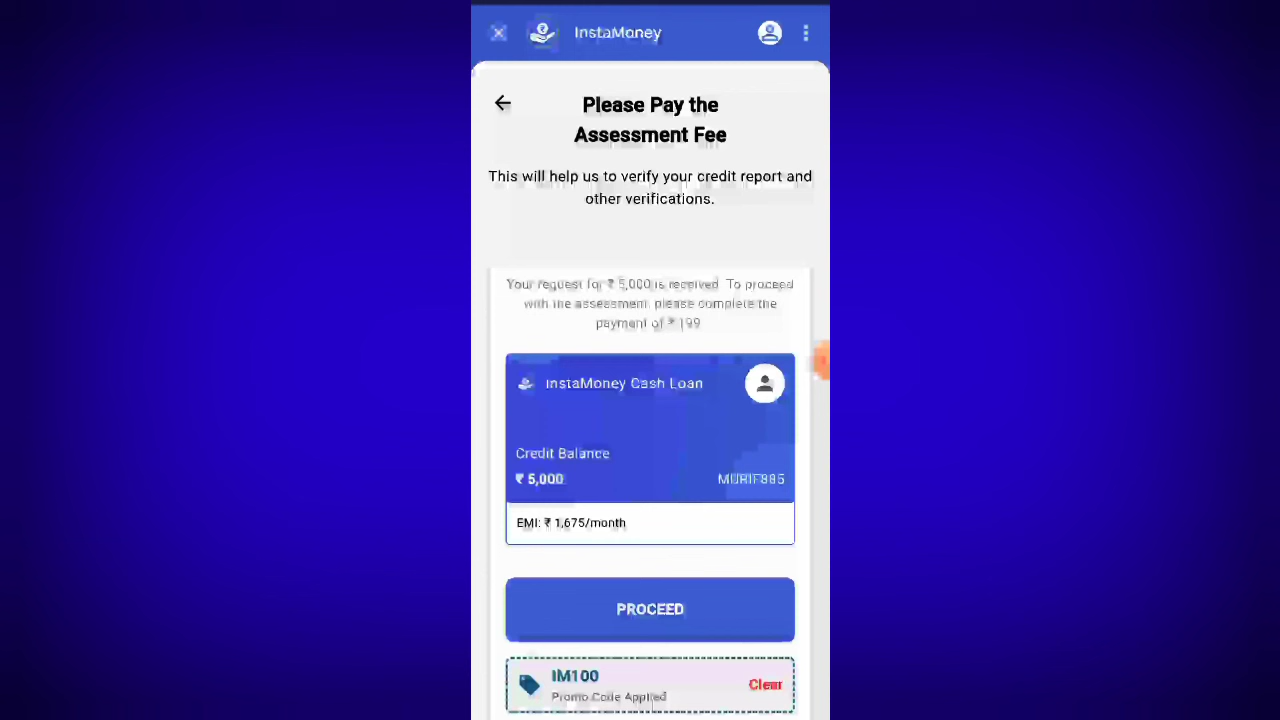 InstaMoney
Please Pay the
Assessment Fee
This will help us to verify your credit report and
other verifications.
Your request for ₹ 5,000 is received. To proceed
with the assessment, please complete the
payment of ₹ 199
InstaMoney Cash Loan
Credit Balance
₹ 5,000
EMI: ₹ 1,675/month
PROCEED
IM100
Promo Code Applied
Clear